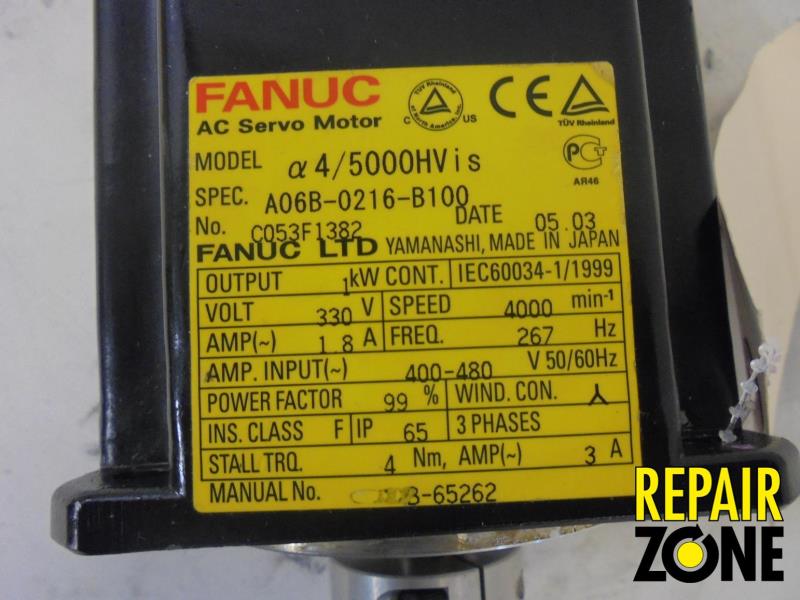 FANUC
AC Servo Motor
C US
TÜV Rheinland
of North America, Inc.
CE
TÜV Rheinland
MODEL α4/5000HVis
AR46
SPEC. A06B-0216-B100
No. C053F1382 DATE 05.03
FANUC LTD YAMANASHI, MADE IN JAPAN
OUTPUT 1kW CONT. IEC60034-1/1999
VOLT 330 V SPEED 4000 min-1
AMP(~) 1.8 A FREQ. 267 Hz
AMP. INPUT(~) 400-480 V 50/60Hz
POWER FACTOR 99 % WIND. CON. 人
INS. CLASS F IP 65 3 PHASES
STALL TRQ. 4 Nm, AMP(~) 3 A
MANUAL No. -65262
REPAIR
ZONE